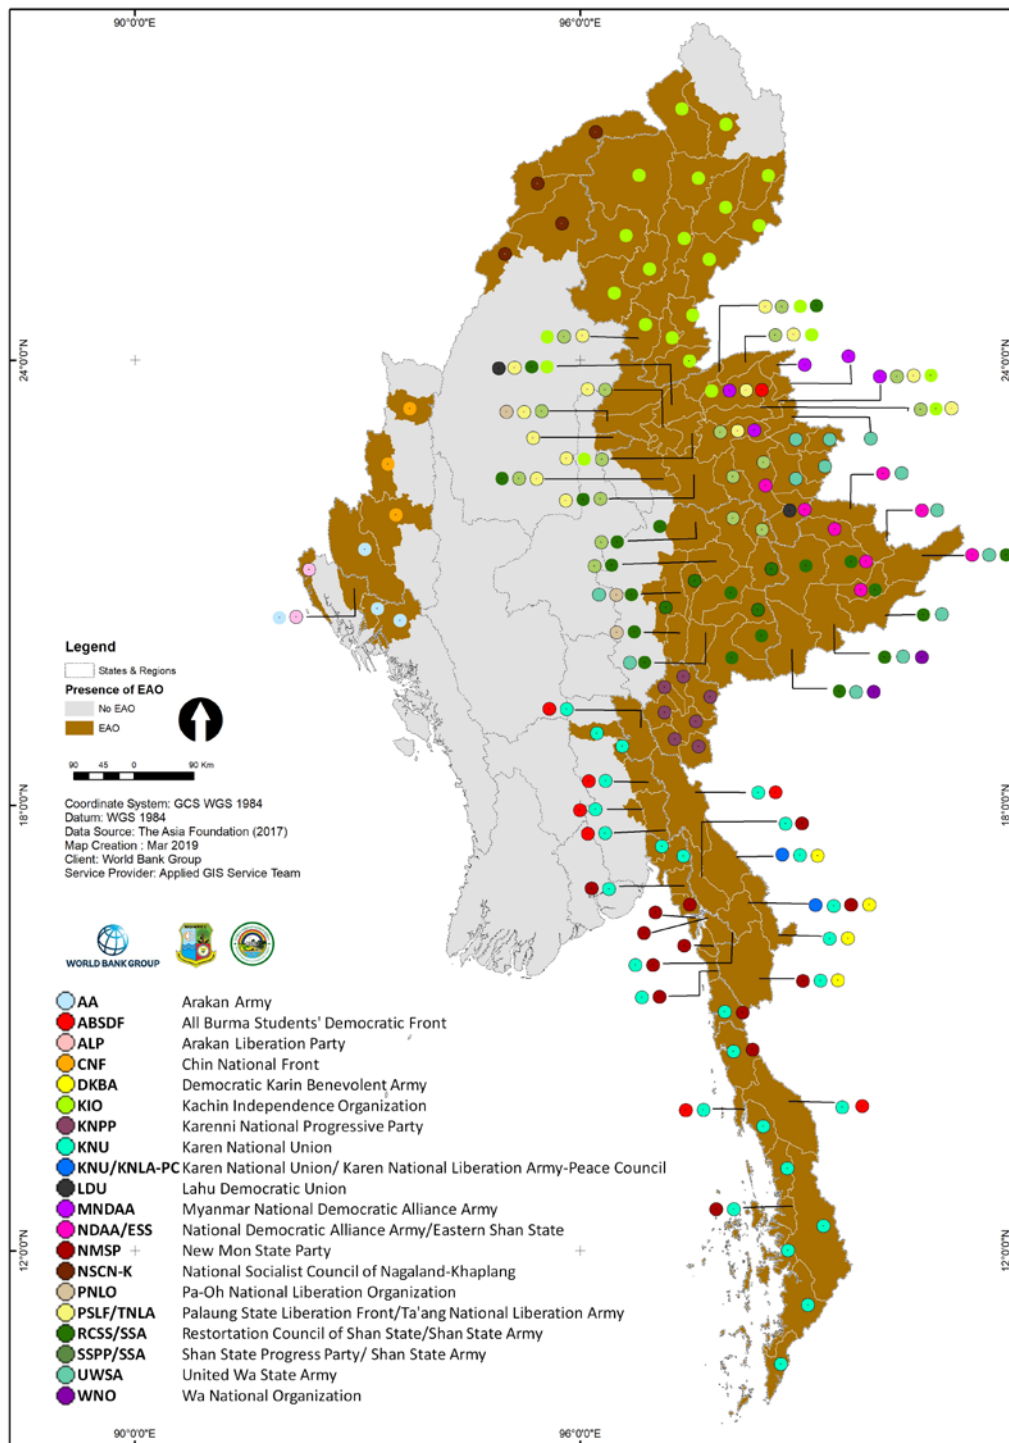 90°0'0"E 96°0'0"E
24°0'0"N 24°0'0"N
Legend
States & Regions
Presence of EAO
No EAO
EAO
90 45 0 90 Km
18°0'0"N 18°0'0"N
Coordinate System: GCS WGS 1984
Datum: WGS 1984
Data Source: The Asia Foundation (2017)
Map Creation : Mar 2019
Client: World Bank Group
Service Provider: Applied GIS Service Team
WORLD BANK GROUP
AA Arakan Army
ABSDF All Burma Students' Democratic Front
ALP Arakan Liberation Party
CNF Chin National Front
DKBA Democratic Karin Benevolent Army
KIO Kachin Independence Organization
KNPP Karenni National Progressive Party
KNU Karen National Union
KNU/KNLA-PC Karen National Union/ Karen National Liberation Army-Peace Council
LDU Lahu Democratic Union
MNDAA Myanmar National Democratic Alliance Army
NDAA/ESS National Democratic Alliance Army/Eastern Shan State
12°0'0"N 12°0'0"N
NMSP New Mon State Party
NSCN-K National Socialist Council of Nagaland-Khaplang
PNLO Pa-Oh National Liberation Organization
PSLF/TNLA Palaung State Liberation Front/Ta'ang National Liberation Army
RCSS/SSA Restortation Council of Shan State/Shan State Army
SSPP/SSA Shan State Progress Party/ Shan State Army
UWSA United Wa State Army
WNO Wa National Organization
90°0'0"E 96°0'0"E